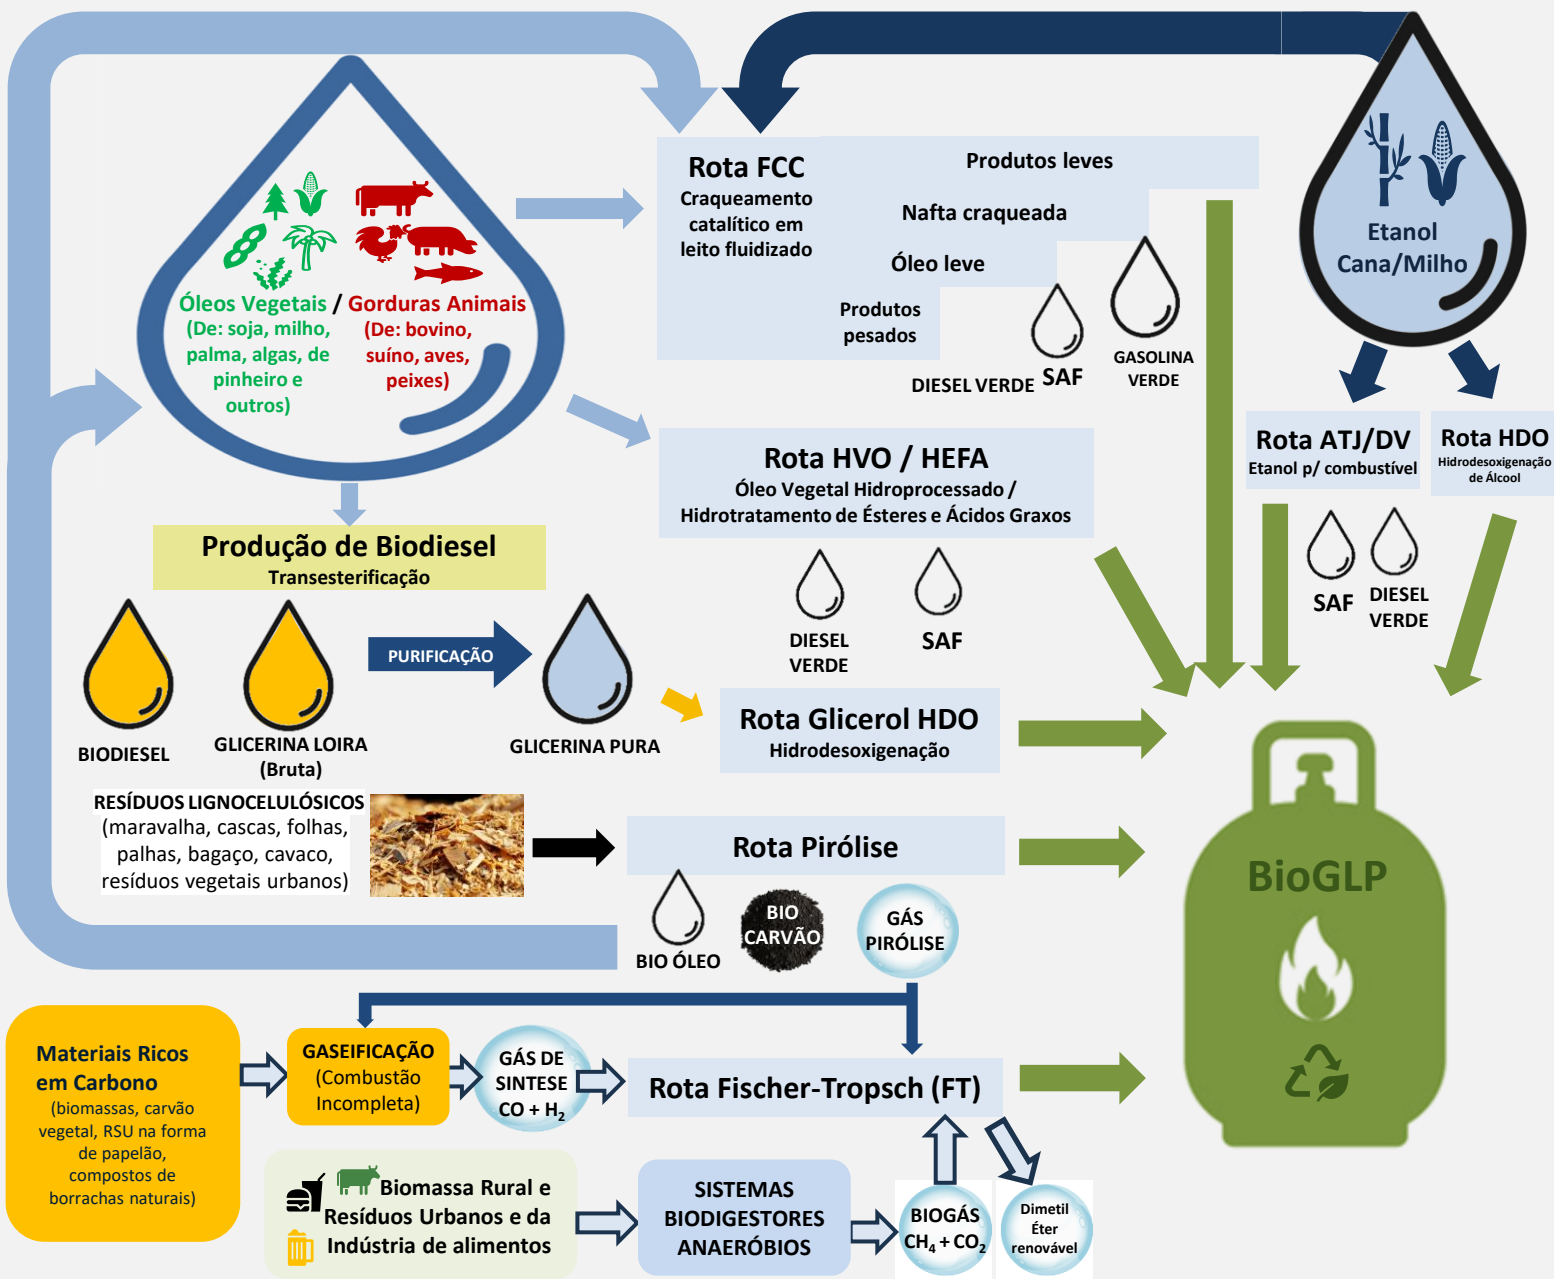 Rota FCC
Craqueamento
catalítico em
leito fluidizado
Produtos leves
Nafta craqueada
Óleo leve
Produtos
pesados
DIESEL VERDE
SAF
GASOLINA
VERDE
Etanol
Cana/Milho
Óleos Vegetais / Gorduras Animais
(De: soja, milho,
palma, algas, de
pinheiro e
outros)
(De: bovino,
suíno, aves,
peixes)
Rota ATJ/DV
Etanol p/ combustível
Rota HDO
Hidrodesoxigenação
de Álcool
SAF
DIESEL
VERDE
Rota HVO / HEFA
Óleo Vegetal Hidroprocessado /
Hidrotratamento de Ésteres e Ácidos Graxos
DIESEL
VERDE
SAF
Produção de Biodiesel
Transesterificação
BIODIESEL
GLICERINA LOIRA
(Bruta)
PURIFICAÇÃO
GLICERINA PURA
Rota Glicerol HDO
Hidrodesoxigenação
RESÍDUOS LIGNOCELULÓSICOS
(maravalha, cascas, folhas,
palhas, bagaço, cavaco,
resíduos vegetais urbanos)
Rota Pirólise
BIO ÓLEO
BIO
CARVÃO
GÁS
PIRÓLISE
BioGLP
Materiais Ricos
em Carbono
(biomassas, carvão
vegetal, RSU na forma
de papelão,
compostos de
borrachas naturais)
GASEIFICAÇÃO
(Combustão
Incompleta)
GÁS DE
SINTESE
CO + H₂
Rota Fischer-Tropsch (FT)
Biomassa Rural e
Resíduos Urbanos e da
Indústria de alimentos
SISTEMAS
BIODIGESTORES
ANAERÓBIOS
BIOGÁS
CH₄ + CO₂
Dimetil
Éter
renovável